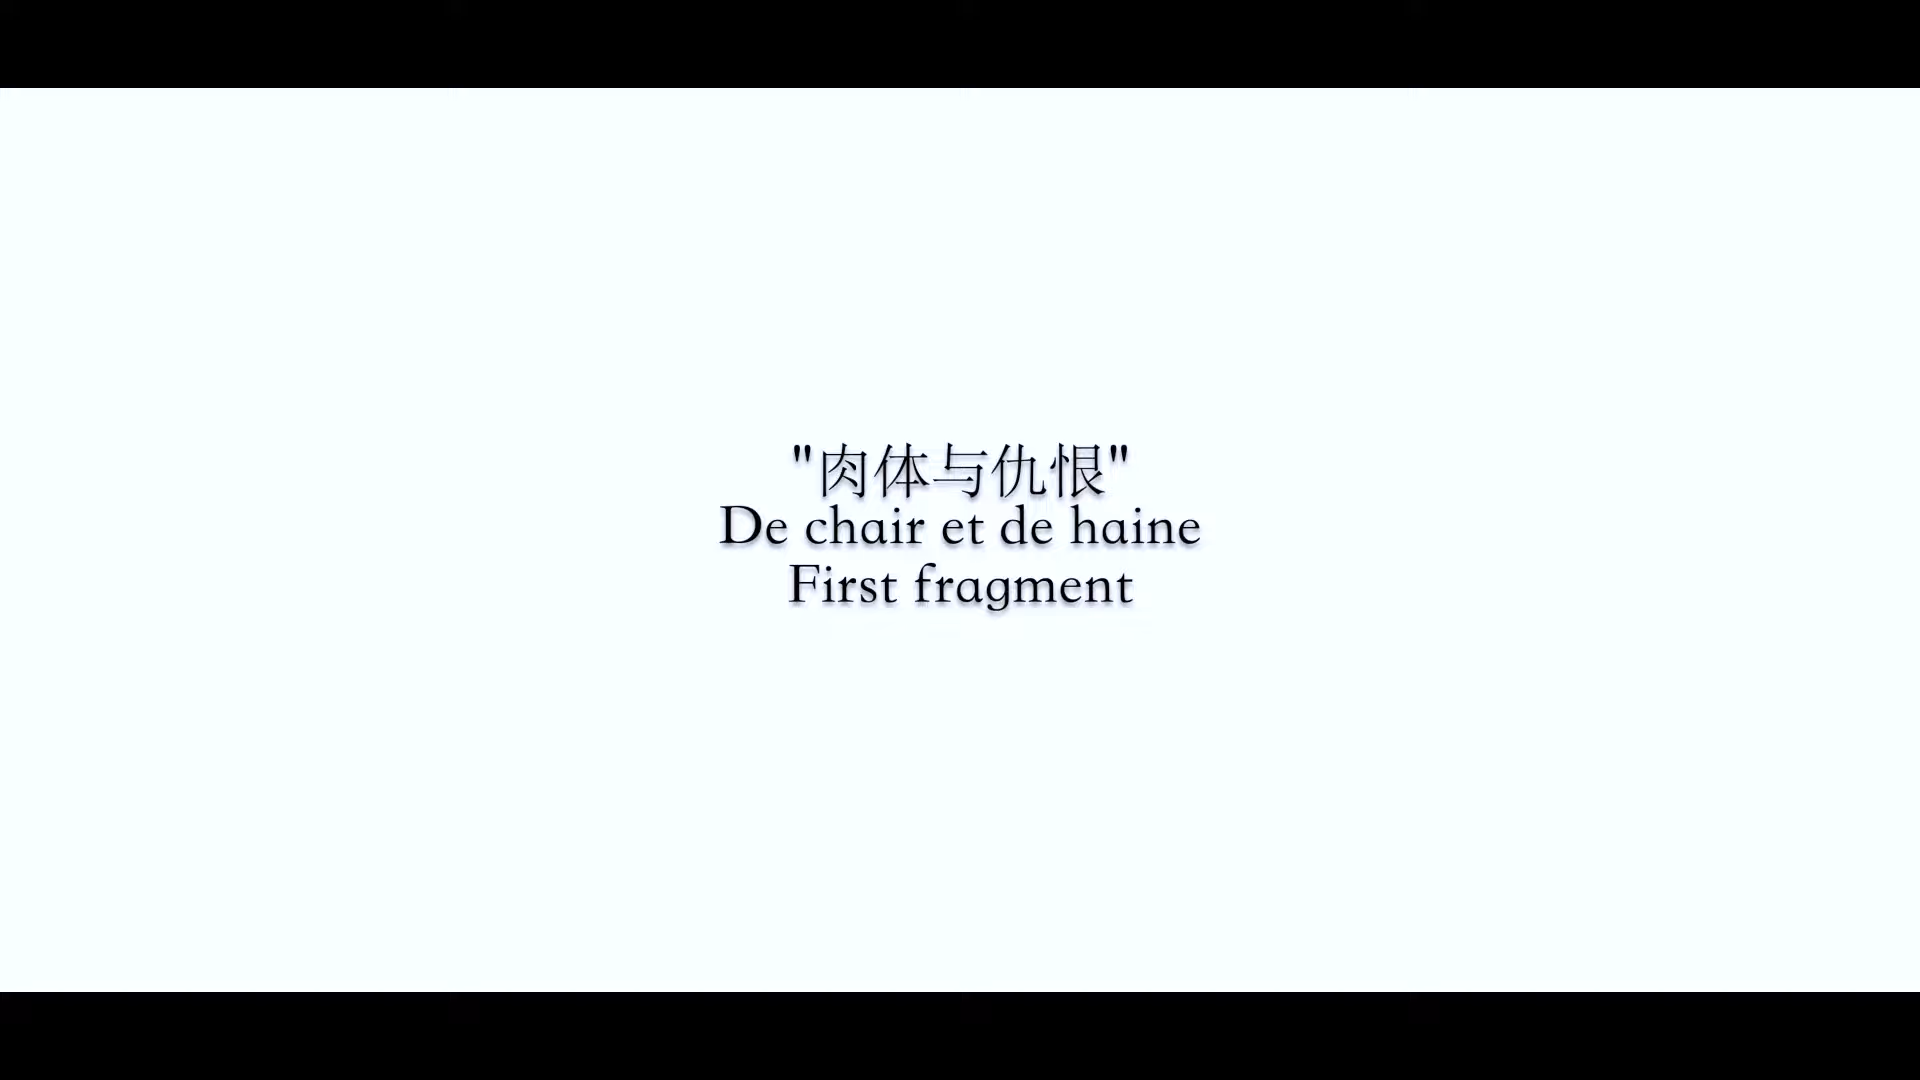 "肉体与仇恨"
De chair et de haine
First fragment